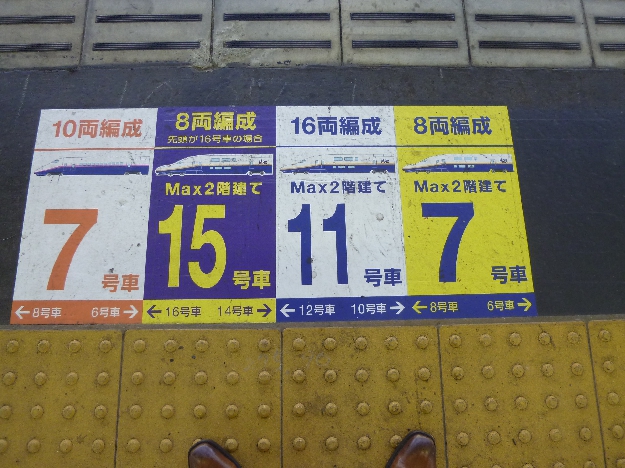 10両編成
7号車
←8号車 6号車→
8両編成
先頭が16号車の場合
Max2階建て
15号車
←16号車 14号車→
16両編成
Max2階建て
11号車
←12号車 10号車→
8両編成
Max2階建て
7号車
←8号車 6号車→